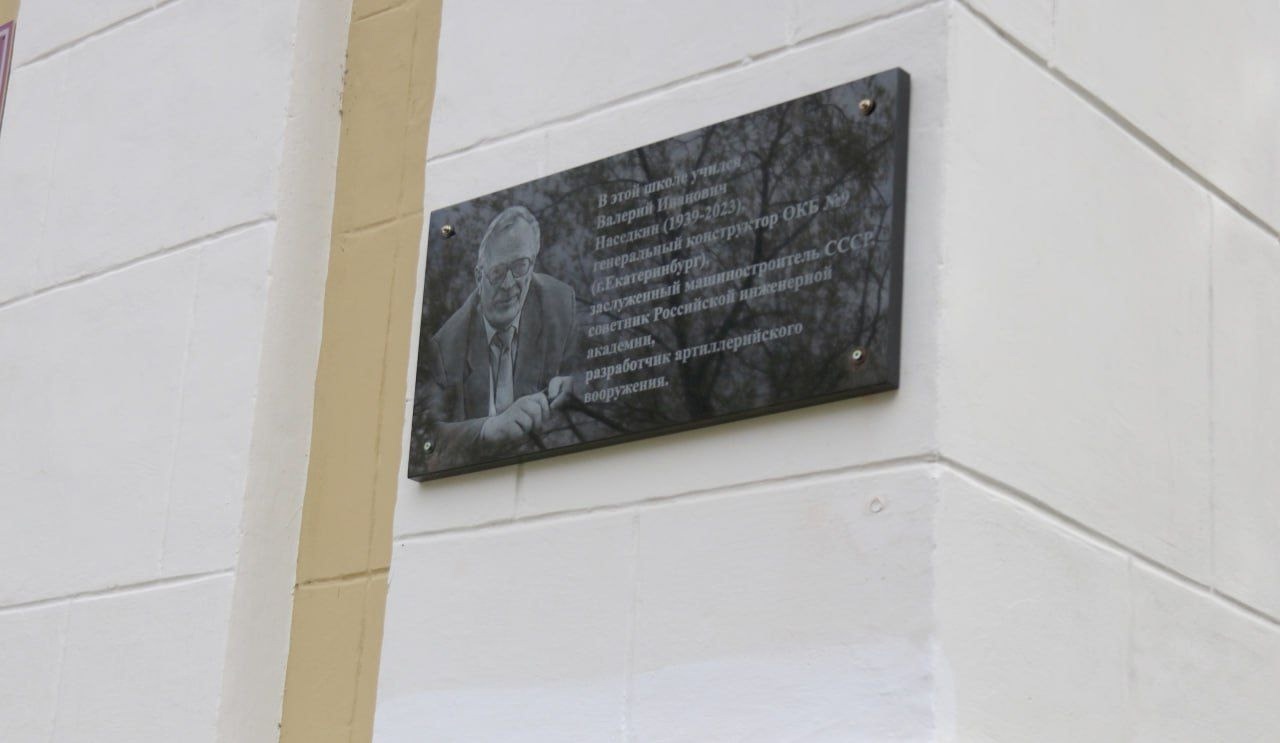 В этой школе учился
Валерий Иванович
Наседкин (1939-2023),
генеральный конструктор ОКБ №9
(г.Екатеринбург),
заслуженный машиностроитель СССР,
советник Российской инженерной
академии,
разработчик артиллерийского
вооружения.